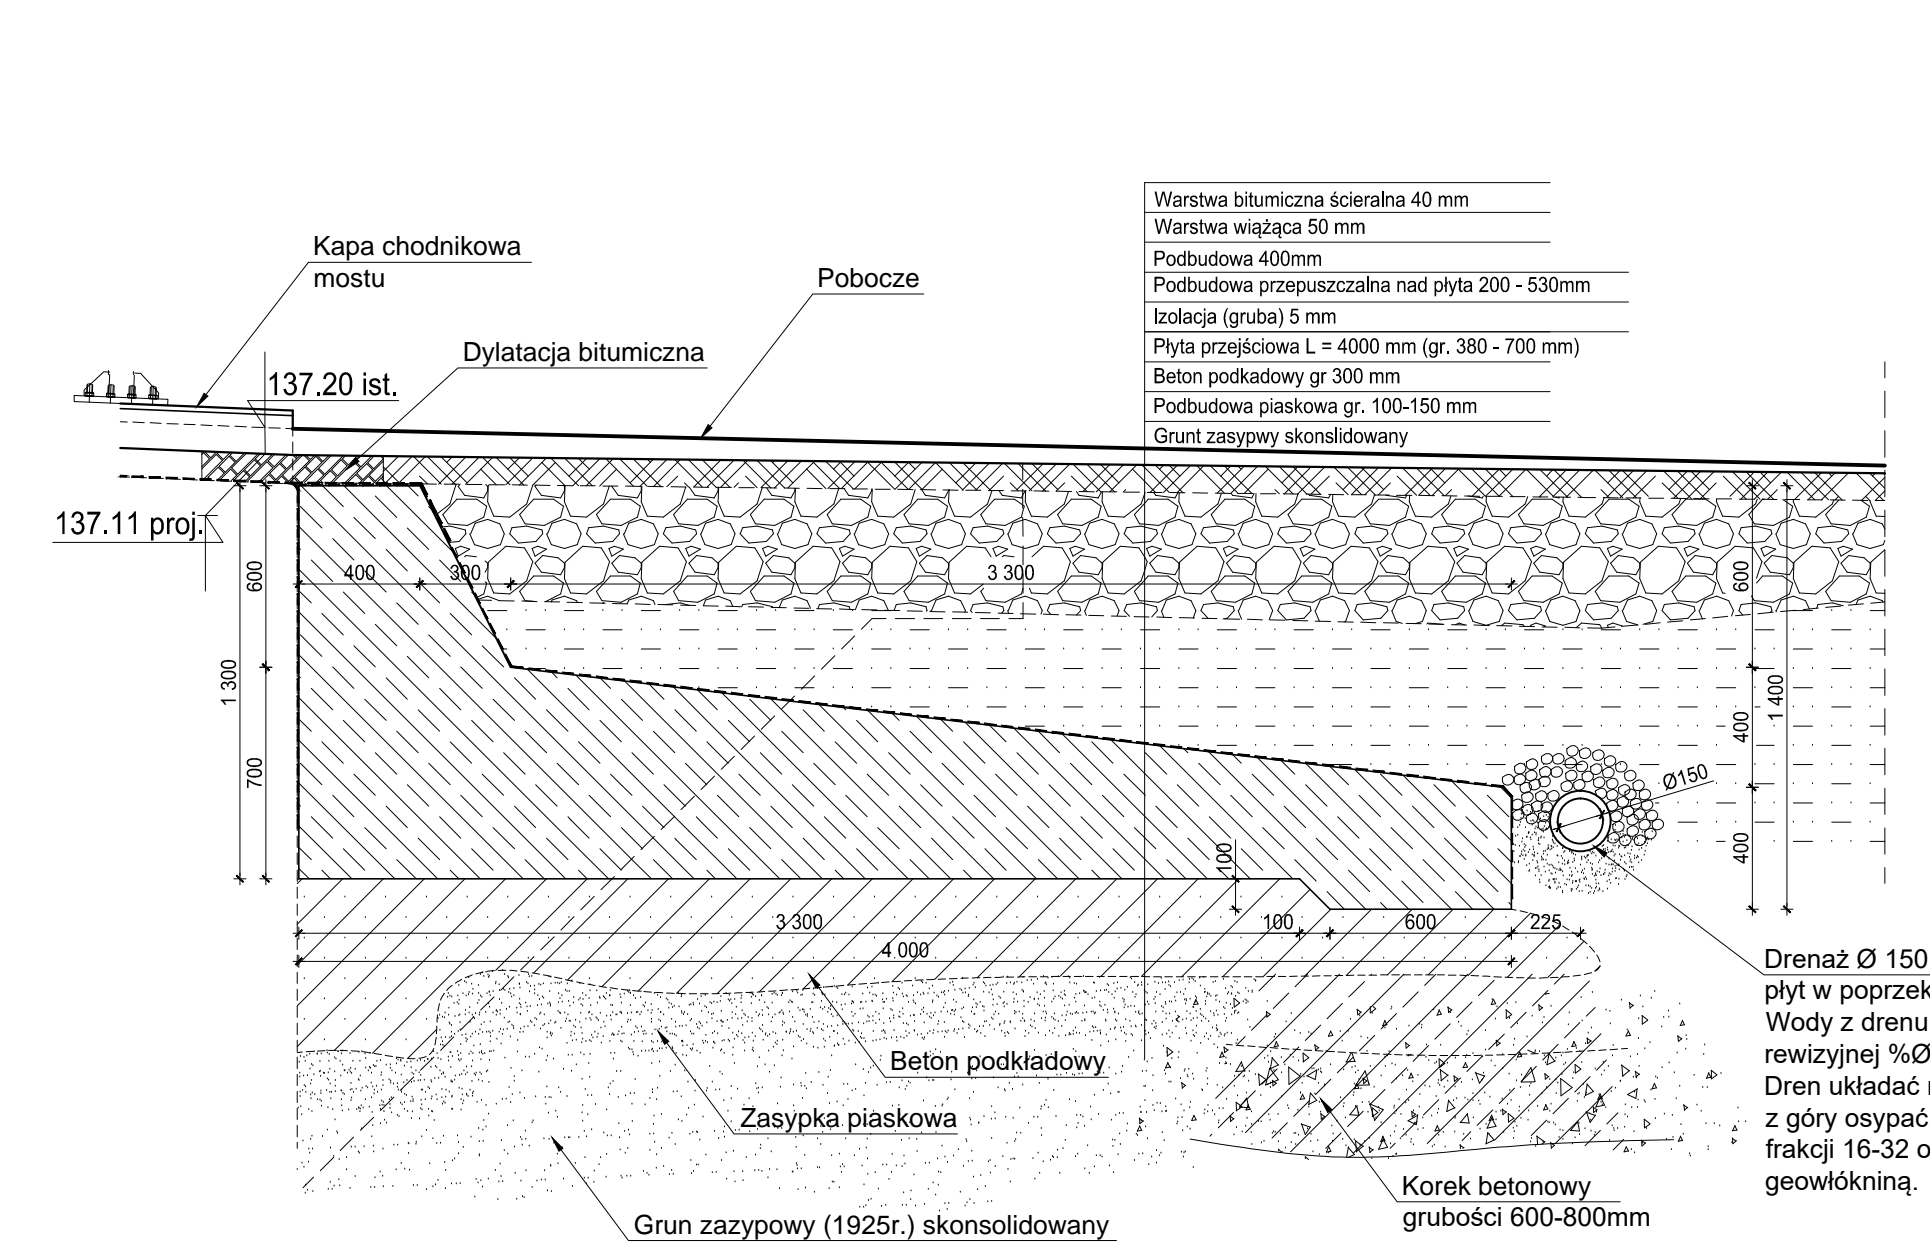 Warstwa bitumiczna ścieralna 40 mm
Warstwa wiążąca 50 mm
Podbudowa 400mm
Podbudowa przepuszczalna nad płyta 200 - 530mm
Izolacja (gruba) 5 mm
Płyta przejściowa L = 4000 mm (gr. 380 - 700 mm)
Beton podkadowy gr 300 mm
Podbudowa piaskowa gr. 100-150 mm
Grunt zasypwy skonslidowany
Kapa chodnikowa
mostu
Pobocze
Dylatacja bitumiczna
137.20 ist.
137.11 proj.
400
300
3 300
600
1 300
700
600
400
1 400
400
Ø150
100
3 300
100
600
225
4 000
Beton podkładowy
Zasypka piaskowa
Grun zazypowy (1925r.) skonsolidowany
Korek betonowy
grubości 600-800mm
Drenaż Ø 150
płyt w poprzek
Wody z drenu
rewizyjnej %Ø
Dren układać
z góry osypać
frakcji 16-32 o
geowłókniną.